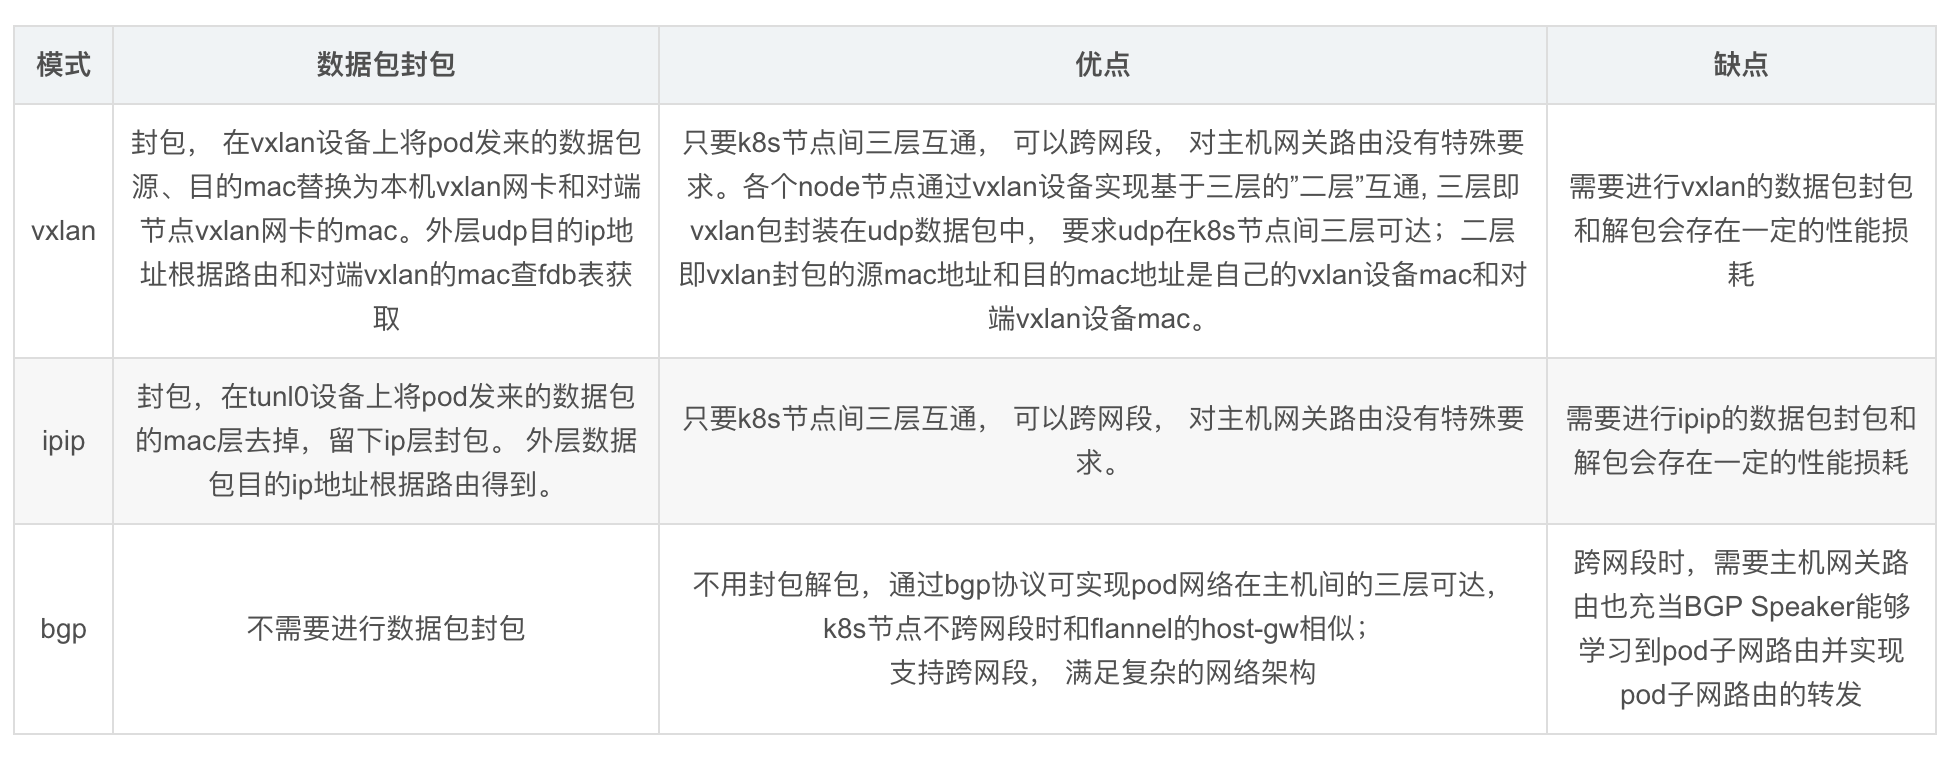 模式
数据包封包
优点
缺点
vxlan
封包， 在vxlan设备上将pod发来的数据包
源、目的mac替换为本机vxlan网卡和对端
节点vxlan网卡的mac。外层udp目的ip地
址根据路由和对端vxlan的mac查fdb表获
取
只要k8s节点间三层互通， 可以跨网段， 对主机网关路由没有特殊要
求。各个node节点通过vxlan设备实现基于三层的”二层”互通, 三层即
vxlan包封装在udp数据包中， 要求udp在k8s节点间三层可达；二层
即vxlan封包的源mac地址和目的mac地址是自己的vxlan设备mac和对
端vxlan设备mac。
需要进行vxlan的数据包封包
和解包会存在一定的性能损
耗
ipip
封包，在tunl0设备上将pod发来的数据包
的mac层去掉，留下ip层封包。 外层数据
包目的ip地址根据路由得到。
只要k8s节点间三层互通， 可以跨网段， 对主机网关路由没有特殊要
求。
需要进行ipip的数据包封包和
解包会存在一定的性能损耗
bgp
不需要进行数据包封包
不用封包解包，通过bgp协议可实现pod网络在主机间的三层可达，
k8s节点不跨网段时和flannel的host-gw相似；
支持跨网段， 满足复杂的网络架构
跨网段时，需要主机网关路
由也充当BGP Speaker能够
学习到pod子网路由并实现
pod子网路由的转发